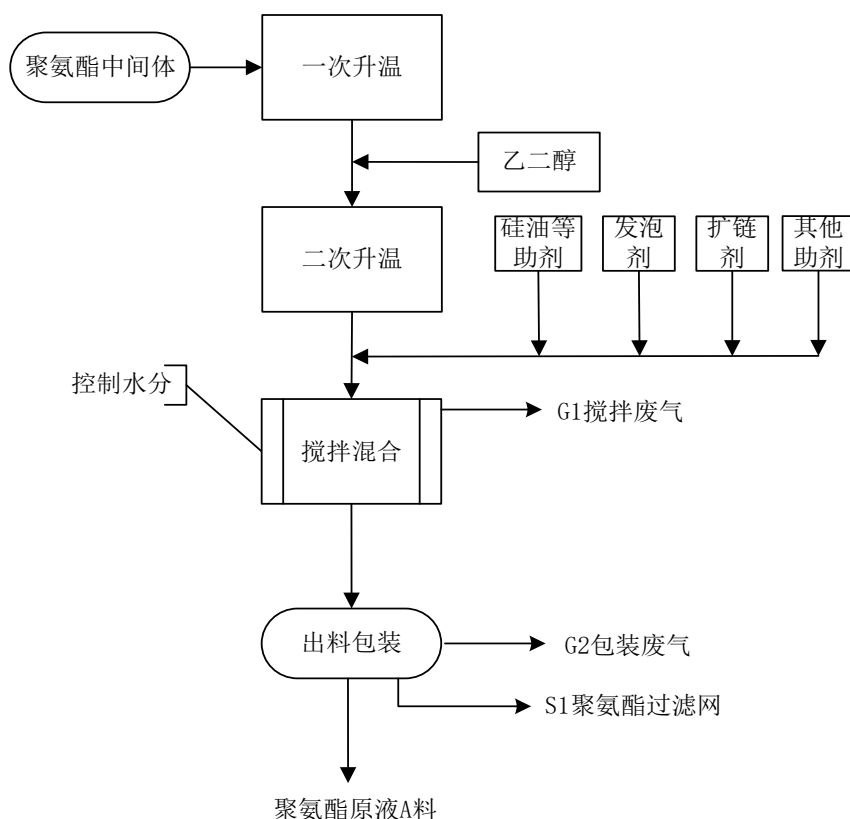 聚氨酯中间体
一次升温
乙二醇
二次升温
硅油等
助剂
发泡
剂
扩链
剂
其他
助剂
控制水分
搅拌混合
G1搅拌废气
出料包装
G2包装废气
S1聚氨酯过滤网
聚氨酯原液A料